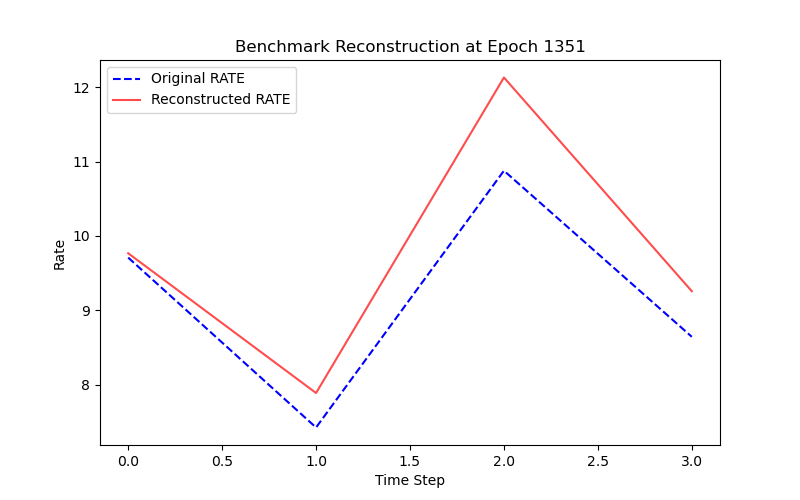 Benchmark Reconstruction at Epoch 1351
Original RATE
Reconstructed RATE
12
11
10
9
8
Rate
0.0 0.5 1.0 1.5 2.0 2.5 3.0
Time Step